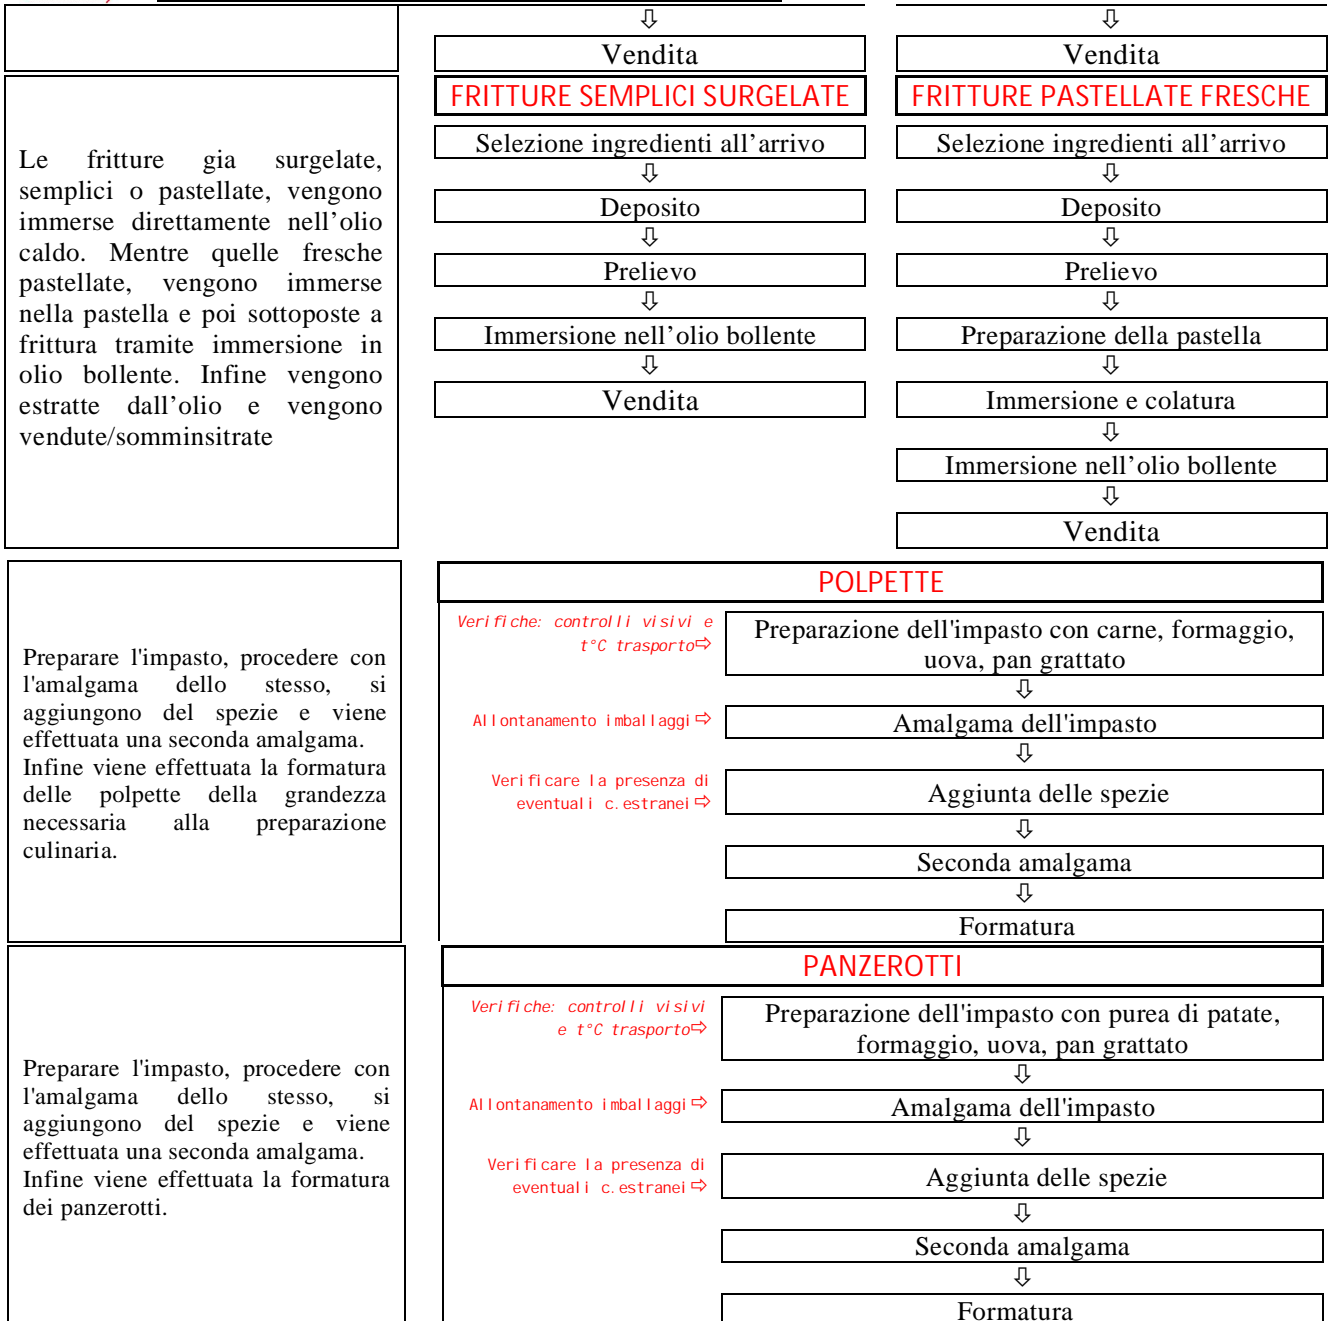 ⇩ ⇩
Vendita Vendita
Le fritture gia surgelate,
semplici o pastellate, vengono
immerse direttamente nell’olio
caldo. Mentre quelle fresche
pastellate, vengono immerse
nella pastella e poi sottoposte a
frittura tramite immersione in
olio bollente. Infine vengono
estratte dall’olio e vengono
vendute/somminsitrate
FRITTURE SEMPLICI SURGELATE
Selezione ingredienti all’arrivo
⇩
Deposito
⇩
Prelievo
⇩
Immersione nell’olio bollente
⇩
Vendita
FRITTURE PASTELLATE FRESCHE
Selezione ingredienti all’arrivo
⇩
Deposito
⇩
Prelievo
⇩
Preparazione della pastella
⇩
Immersione e colatura
⇩
Immersione nell’olio bollente
⇩
Vendita
Preparare l'impasto, procedere con
l'amalgama dello stesso, si
aggiungono del spezie e viene
effettuata una seconda amalgama.
Infine viene effettuata la formatura
delle polpette della grandezza
necessaria alla preparazione
culinaria.
POLPETTE
Verifiche: controlli visivi e
t°C trasporto⇨
Preparazione dell'impasto con carne, formaggio,
uova, pan grattato
⇩
Allontanamento imballaggi⇨
Amalgama dell'impasto
⇩
Verificare la presenza di
eventuali c.estranei⇨
Aggiunta delle spezie
⇩
Seconda amalgama
⇩
Formatura
Preparare l'impasto, procedere con
l'amalgama dello stesso, si
aggiungono del spezie e viene
effettuata una seconda amalgama.
Infine viene effettuata la formatura
dei panzerotti.
PANZEROTTI
Verifiche: controlli visivi
e t°C trasporto⇨
Preparazione dell'impasto con purea di patate,
formaggio, uova, pan grattato
⇩
Allontanamento imballaggi⇨
Amalgama dell'impasto
⇩
Verificare la presenza di
eventuali c.estranei⇨
Aggiunta delle spezie
⇩
Seconda amalgama
⇩
Formatura